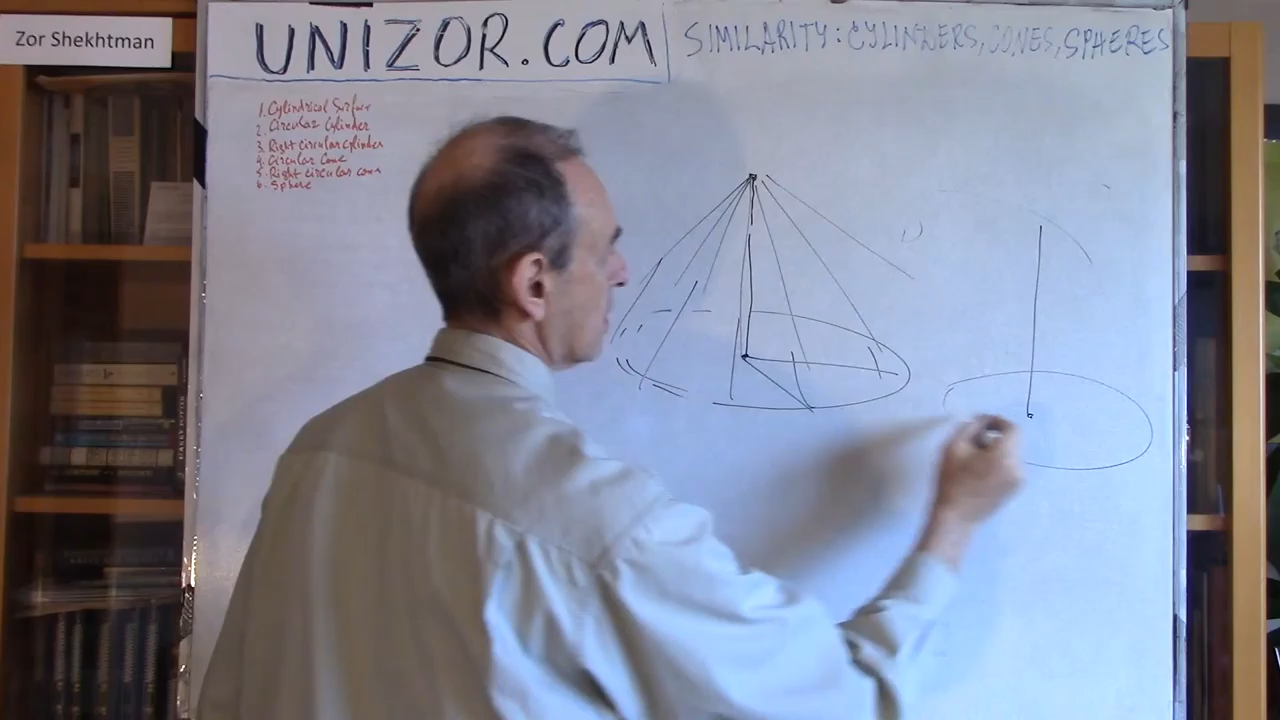 Zor Shekhtman
UNIZOR.COM
SIMILARITY: CYLINDERS, CONES, SPHERES
1. Cylindrical Surface
2. Circular Cylinder
3. Right circular cylinder
4. Circular Cone
5. Right circular cone
6. Sphere